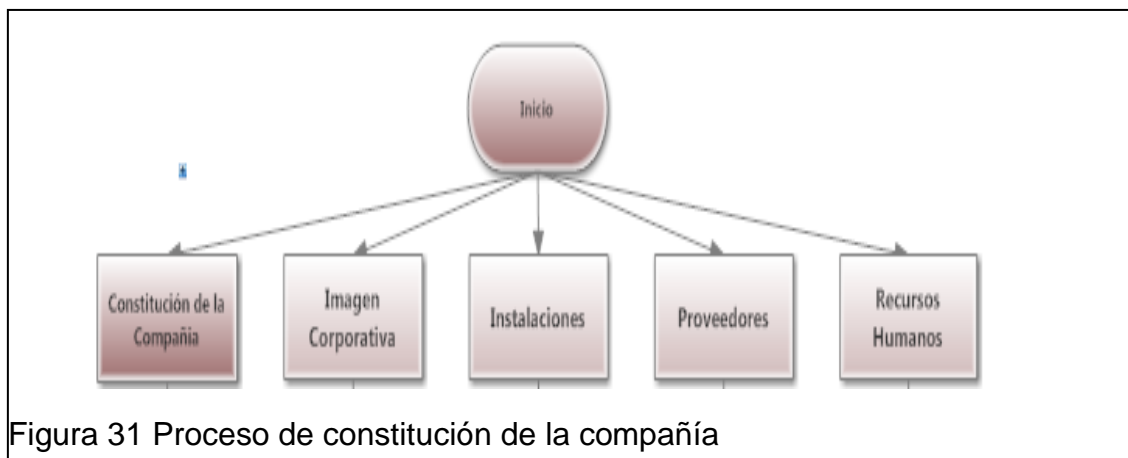 Inicio
Constitución de la
Compañia
Imagen
Corporativa
Instalaciones
Proveedores
Recursos
Humanos
Figura 31 Proceso de constitución de la compañía